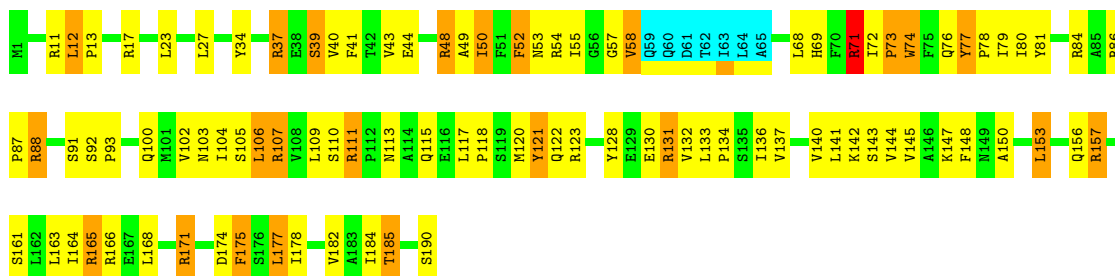 M1 R11 L12 P13 R17 L23 L27 Y34 R37 E38 S39 V40 F41 T42 V43 E44 R48 A49 I50 F51 F52 N53 R54 I55 G56 G57 V58 Q59 Q60 D61 T62 I63 L64 A65 L68 H69 F70 R71 I72 P73 W74 F75 Q76 Y77 P78 I79 I80 Y81 R84 A85
P87 R88 S91 S92 P93 Q100 M101 V102 N103 I104 S105 L106 R107 V108 L109 S110 R111 P112 N113 A114 Q115 E116 L117 P118 S119 M120 Y121 Q122 R123 Y128 E129 E130 R131 V132 L133 P134 S135 I136 V137 V140 L141 K142 S143 V144 V145 A146 K147 F148 N149 A150 L153 Q156 R157
S161 L162 L163 I164 R165 R166 E167 L168 R171 D174 F175 S176 L177 I178 V182 A183 I184 T185 S190